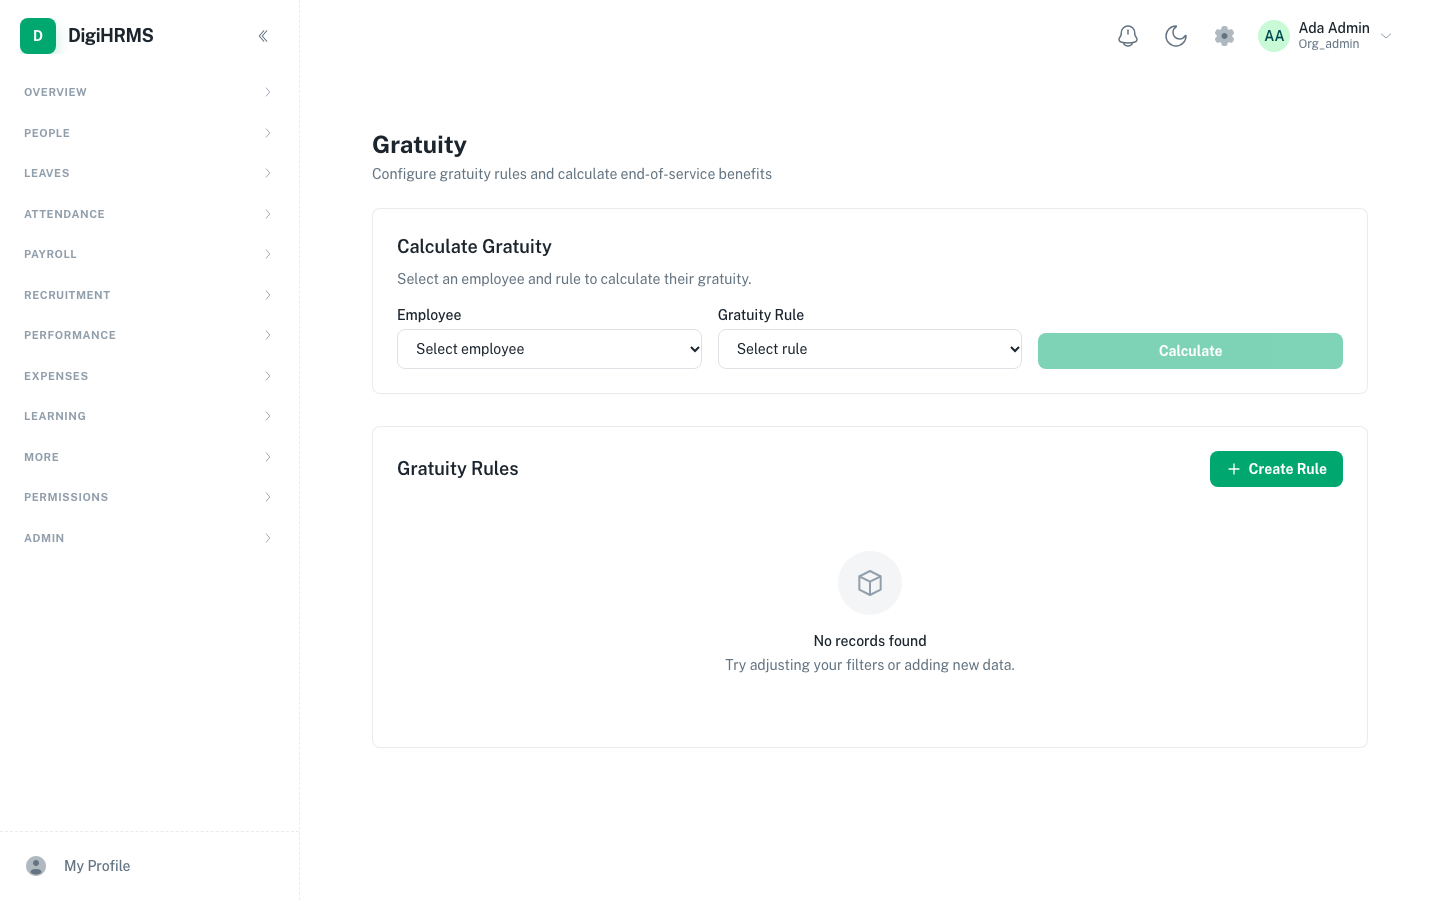 D DigiHRMS
OVERVIEW
PEOPLE
LEAVES
ATTENDANCE
PAYROLL
RECRUITMENT
PERFORMANCE
EXPENSES
LEARNING
MORE
PERMISSIONS
ADMIN
My Profile
AA Ada Admin
Org_admin
Gratuity
Configure gratuity rules and calculate end-of-service benefits
Calculate Gratuity
Select an employee and rule to calculate their gratuity.
Employee
Select employee
Gratuity Rule
Select rule
Calculate
Gratuity Rules
Create Rule
No records found
Try adjusting your filters or adding new data.